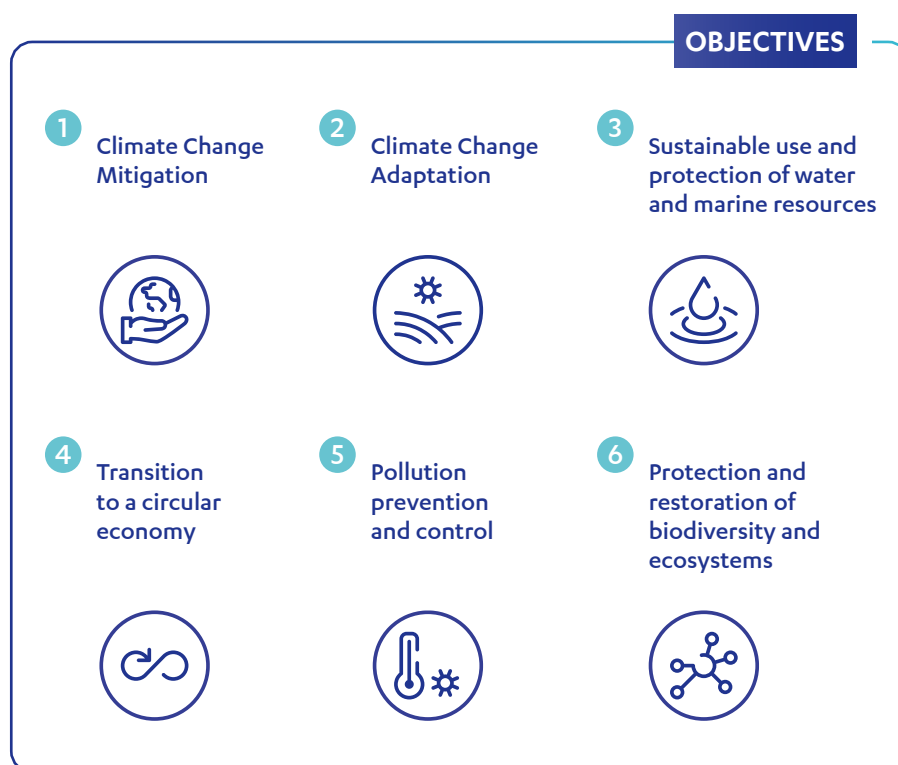 OBJECTIVES
1
Climate Change
Mitigation
2
Climate Change
Adaptation
3
Sustainable use and
protection of water
and marine resources
4
Transition
to a circular
economy
5
Pollution
prevention
and control
6
Protection and
restoration of
biodiversity and
ecosystems